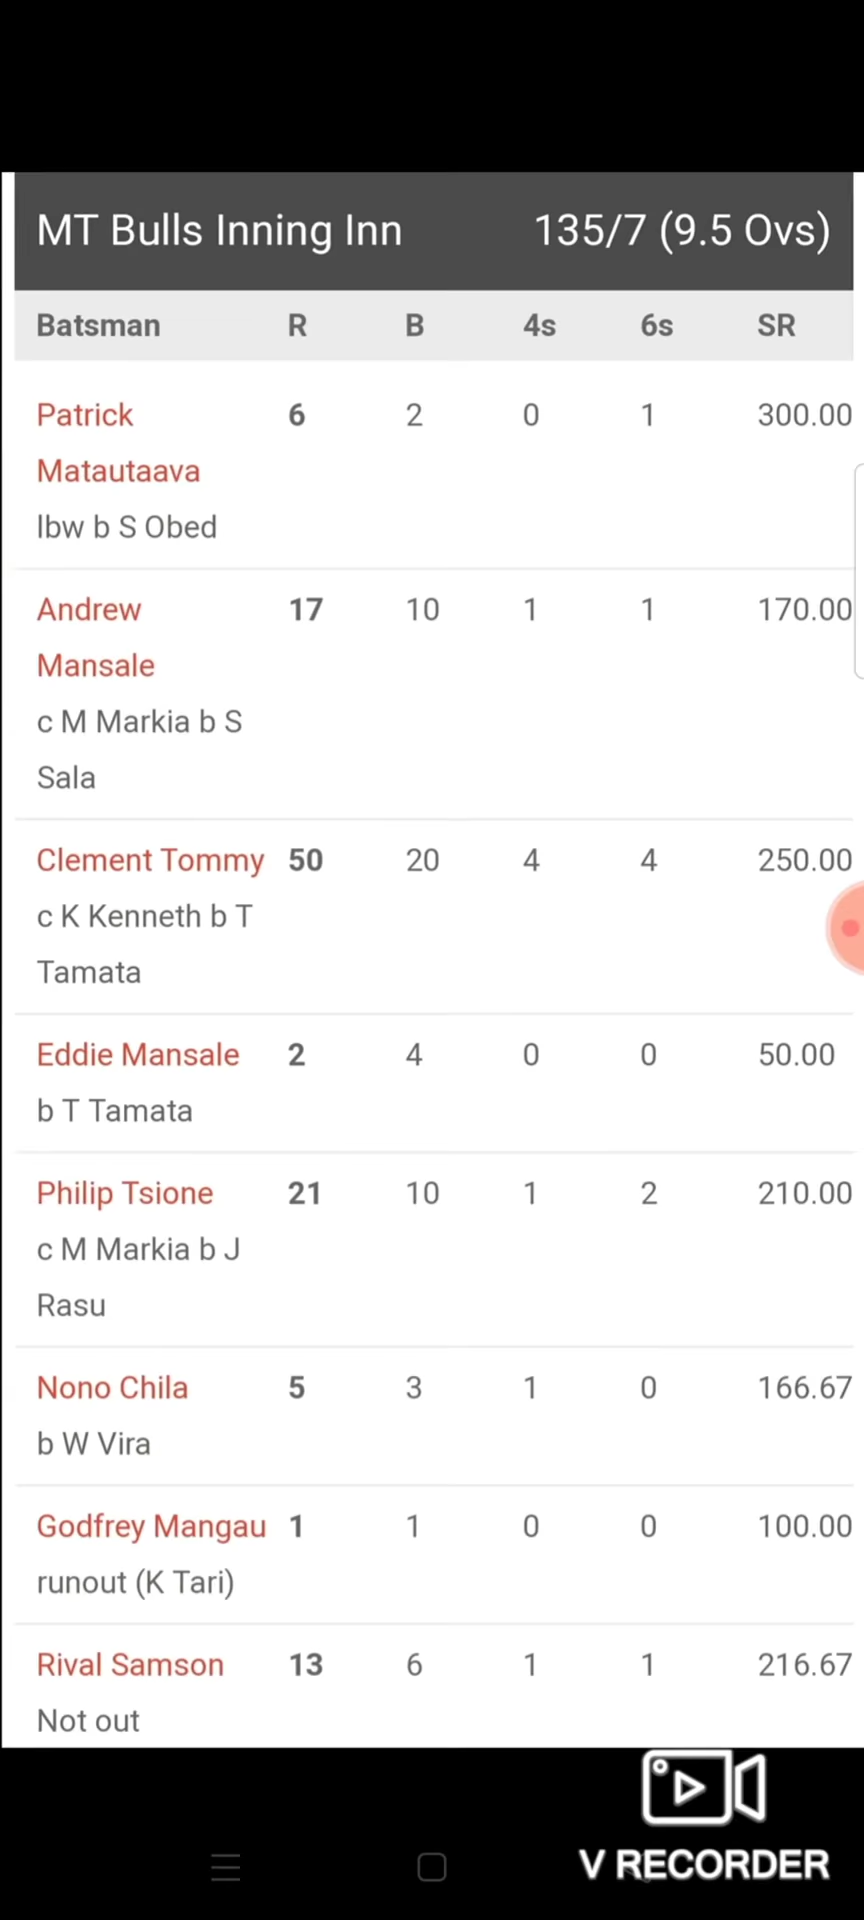 MT Bulls Inning Inn 135/7 (9.5 Ovs)
Batsman R B 4s 6s SR
Patrick 6 2 0 1 300.00
Matautaava
lbw b S Obed
Andrew 17 10 1 1 170.00
Mansale
c M Markia b S
Sala
Clement Tommy 50 20 4 4 250.00
c K Kenneth b T
Tamata
Eddie Mansale 2 4 0 0 50.00
b T Tamata
Philip Tsione 21 10 1 2 210.00
c M Markia b J
Rasu
Nono Chila 5 3 1 0 166.67
b W Vira
Godfrey Mangau 1 1 0 0 100.00
runout (K Tari)
Rival Samson 13 6 1 1 216.67
Not out
V RECORDER